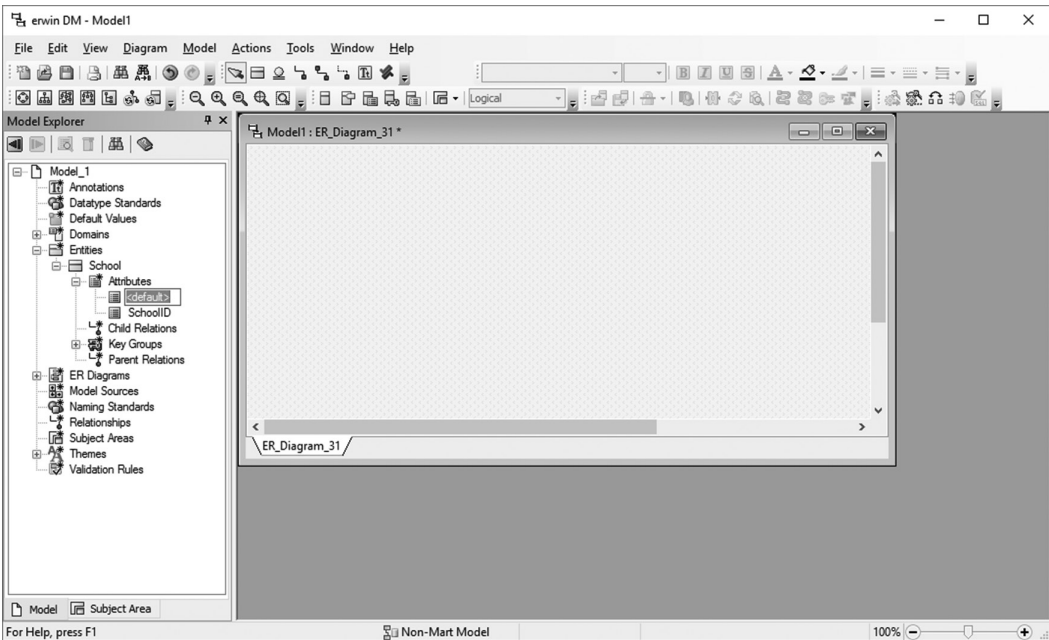 erwin DM - Model1
File Edit View Diagram Model Actions Tools Window Help
B I U S A
Logical
Model Explorer
Model1 : ER_Diagram_31 *
Model_1
Annotations
Datatype Standards
Default Values
Domains
Entities
School
Attributes
<default>
SchoolID
Child Relations
Key Groups
Parent Relations
ER Diagrams
Model Sources
Naming Standards
Relationships
Subject Areas
Themes
Validation Rules
ER_Diagram_31
Model Subject Area
For Help, press F1 Non-Mart Model 100%